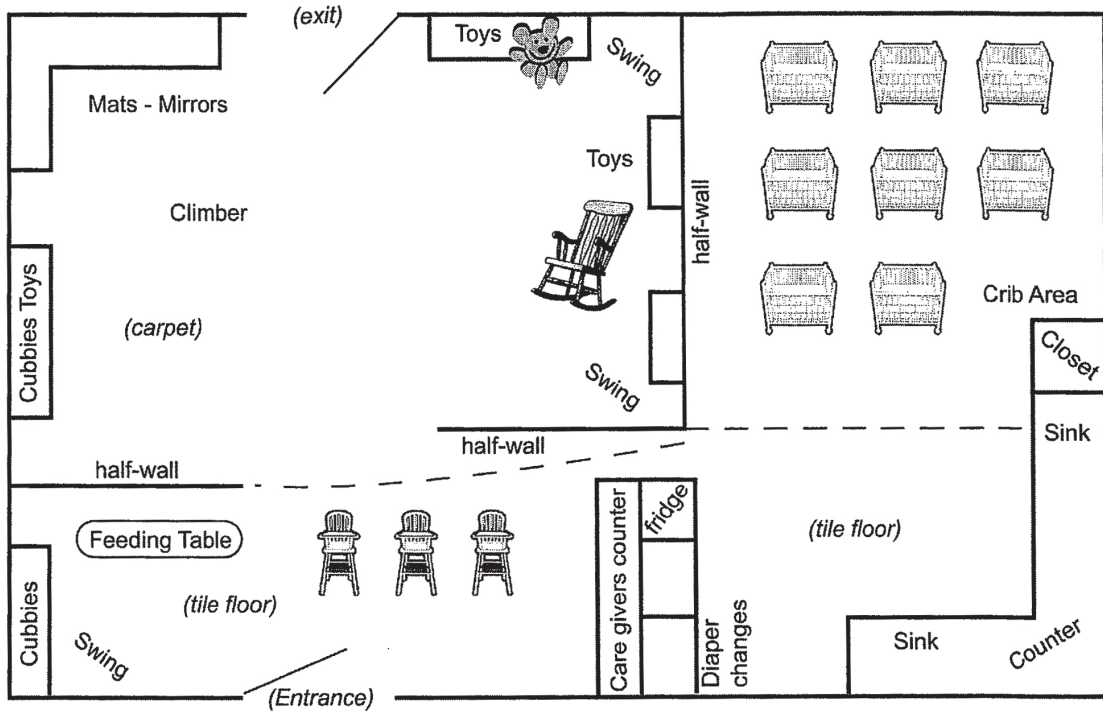 (exit)
Toys
Swing
Mats - Mirrors
Toys
Climber
half-wall
Crib Area
Cubbies Toys
(carpet)
Closet
Swing
Sink
half-wall
half-wall
Feeding Table
Care givers counter
fridge
(tile floor)
Cubbies
(tile floor)
Swing
(Entrance)
Diaper
changes
Sink
Counter